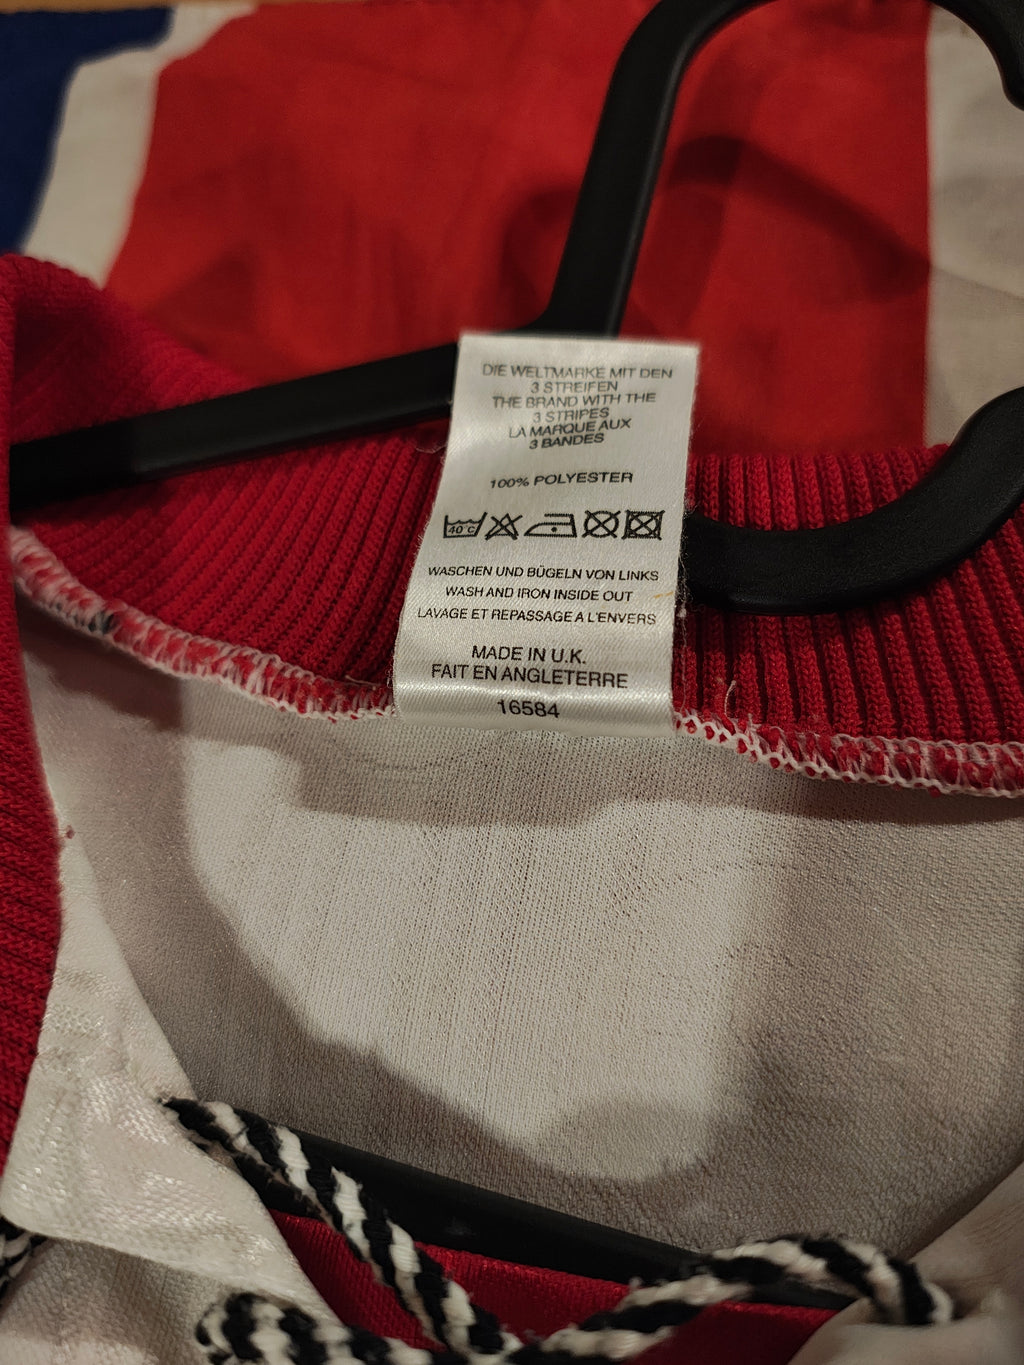 DIE WELTMARKE MIT DEN
3 STREIFEN
THE BRAND WITH THE
3 STRIPES
LA MARQUE AUX
3 BANDES
100% POLYESTER
40°C
WASCHEN UND BÜGELN VON LINKS
WASH AND IRON INSIDE OUT
LAVAGE ET REPASSAGE A L'ENVERS
MADE IN U.K.
FAIT EN ANGLETERRE
16584